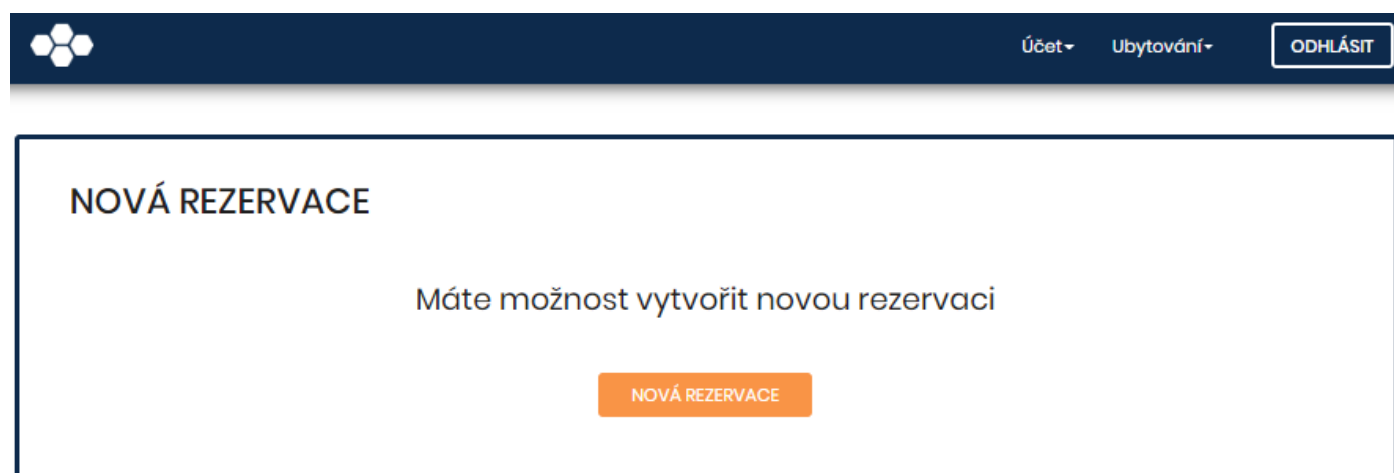 Účet Ubytování ODHLÁSIT
NOVÁ REZERVACE
Máte možnost vytvořit novou rezervaci
NOVÁ REZERVACE